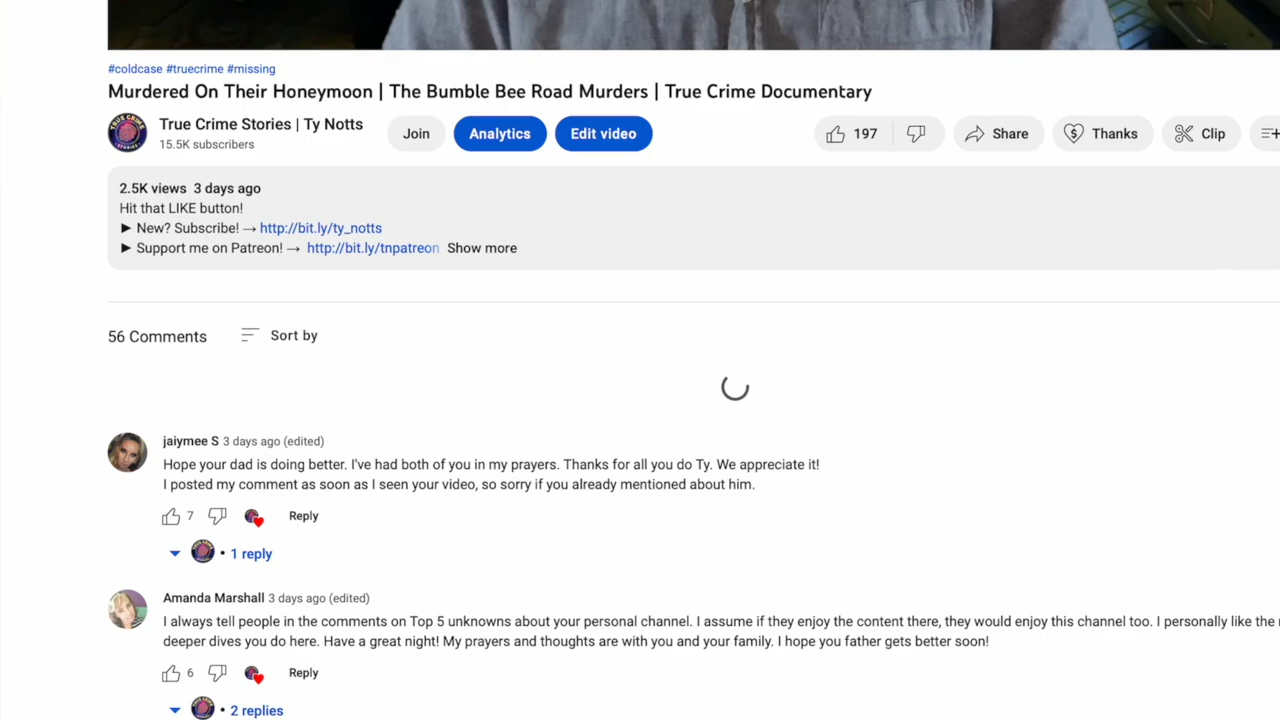 #coldcase #truecrime #missing
Murdered On Their Honeymoon | The Bumble Bee Road Murders | True Crime Documentary
True Crime Stories | Ty Notts
15.5K subscribers
Join
Analytics
Edit video
197
Share
Thanks
Clip
2.5K views 3 days ago
Hit that LIKE button!
► New? Subscribe! → http://bit.ly/ty_notts
► Support me on Patreon! → http://bit.ly/tnpatreon Show more
56 Comments
Sort by
jaiymee S 3 days ago (edited)
Hope your dad is doing better. I've had both of you in my prayers. Thanks for all you do Ty. We appreciate it!
I posted my comment as soon as I seen your video, so sorry if you already mentioned about him.
7
Reply
• 1 reply
Amanda Marshall 3 days ago (edited)
I always tell people in the comments on Top 5 unknowns about your personal channel. I assume if they enjoy the content there, they would enjoy this channel too. I personally like the
deeper dives you do here. Have a great night! My prayers and thoughts are with you and your family. I hope you father gets better soon!
6
Reply
• 2 replies